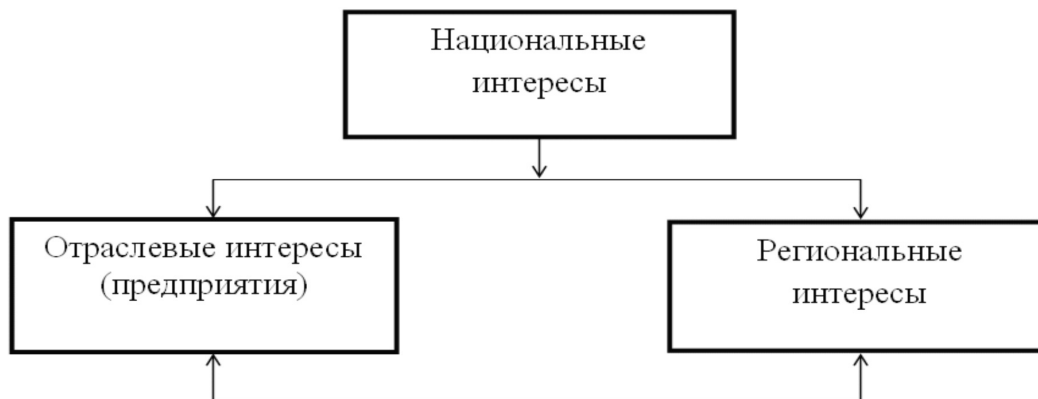 Национальные
интересы
Отраслевые интересы
(предприятия)
Региональные
интересы